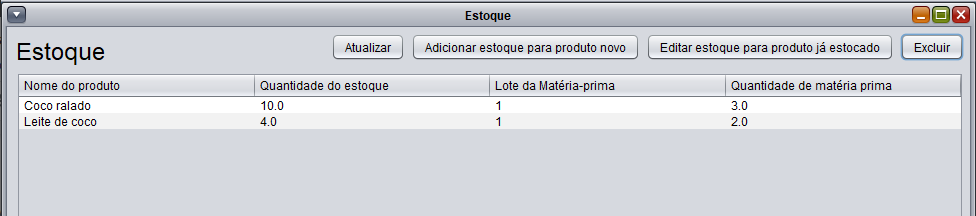 Estoque
Estoque
Atualizar
Adicionar estoque para produto novo
Editar estoque para produto já estocado
Excluir
Nome do produto Quantidade do estoque Lote da Matéria-prima Quantidade de matéria prima
Coco ralado 10.0 1 3.0
Leite de coco 4.0 1 2.0